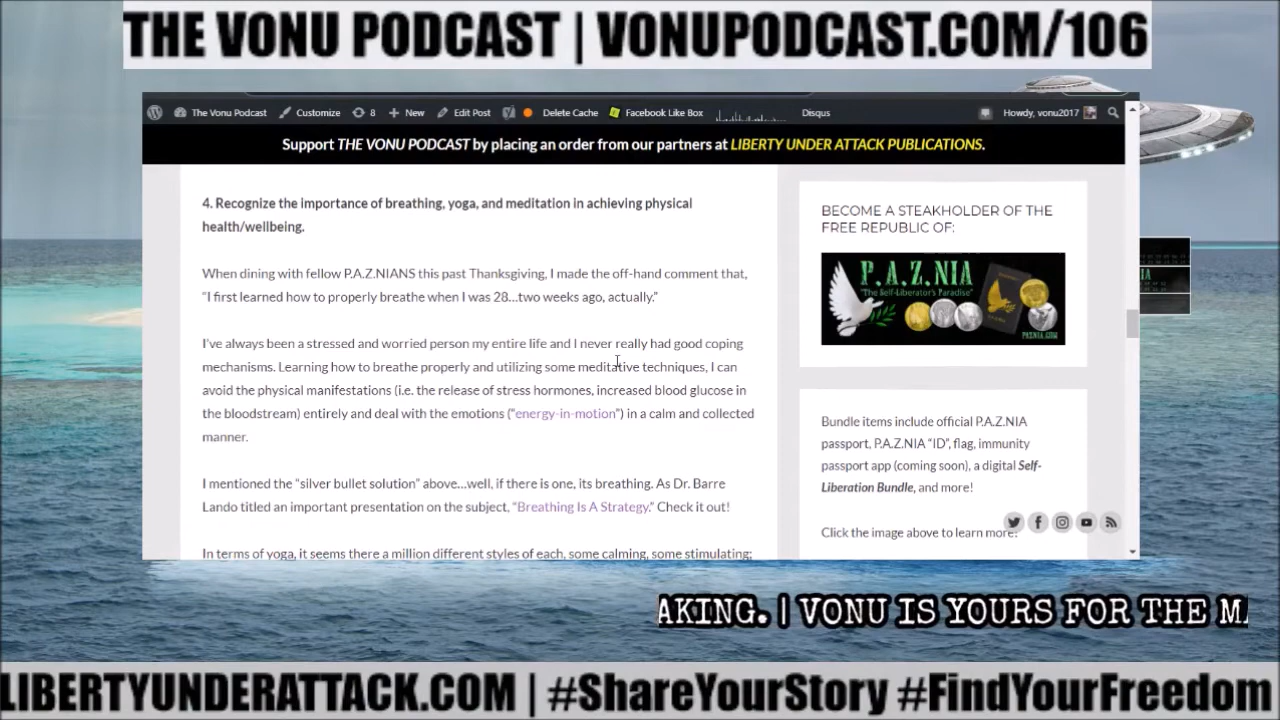 THE VONU PODCAST | VONUPODCAST.COM/106
The Vonu Podcast Customize 8 New Edit Post Delete Cache Facebook Like Box Disqus Howdy, vonu2017
Support THE VONU PODCAST by placing an order from our partners at LIBERTY UNDER ATTACK PUBLICATIONS.
4. Recognize the importance of breathing, yoga, and meditation in achieving physical
health/wellbeing.
When dining with fellow P.A.Z.NIANS this past Thanksgiving, I made the off-hand comment that,
“I first learned how to properly breathe when I was 28…two weeks ago, actually.”
I’ve always been a stressed and worried person my entire life and I never really had good coping
mechanisms. Learning how to breathe properly and utilizing some meditative techniques, I can
avoid the physical manifestations (i.e. the release of stress hormones, increased blood glucose in
the bloodstream) entirely and deal with the emotions (“energy-in-motion”) in a calm and collected
manner.
I mentioned the “silver bullet solution” above…well, if there is one, its breathing. As Dr. Barre
Lando titled an important presentation on the subject, “Breathing Is A Strategy.” Check it out!
In terms of yoga, it seems there a million different styles of each, some calming, some stimulating;
BECOME A STEAKHOLDER OF THE
FREE REPUBLIC OF:
P.A.Z.NIA
"The Self-Liberator's Paradise"
PAZNIA.COM
Bundle items include official P.A.Z.NIA
passport, P.A.Z.NIA “ID”, flag, immunity
passport app (coming soon), a digital Self-
Liberation Bundle, and more!
Click the image above to learn more.
AKING. | VONU IS YOURS FOR THE M
LIBERTYUNDERATTACK.COM | #ShareYourStory #FindYourFreedom